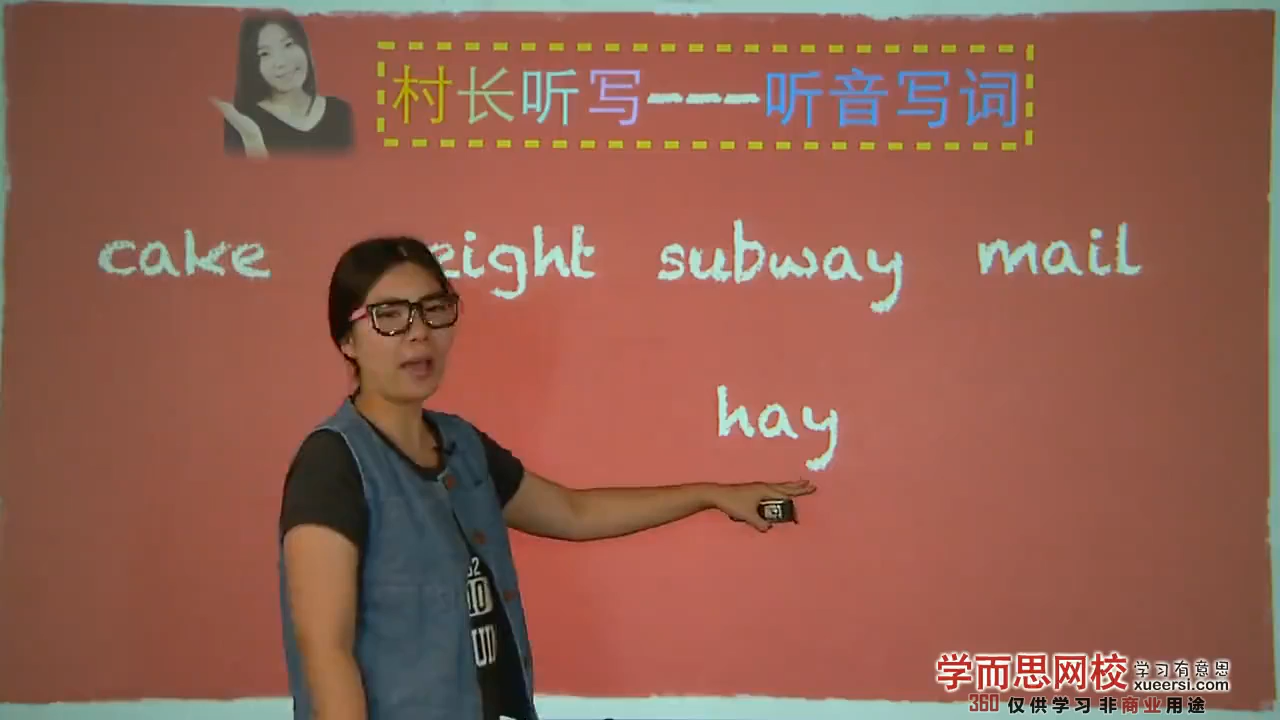 村长听写---听音写词
cake eight subway mail
hay
学而思网校 学习有意思
xueersi.com
360 仅供学习 非商业用途